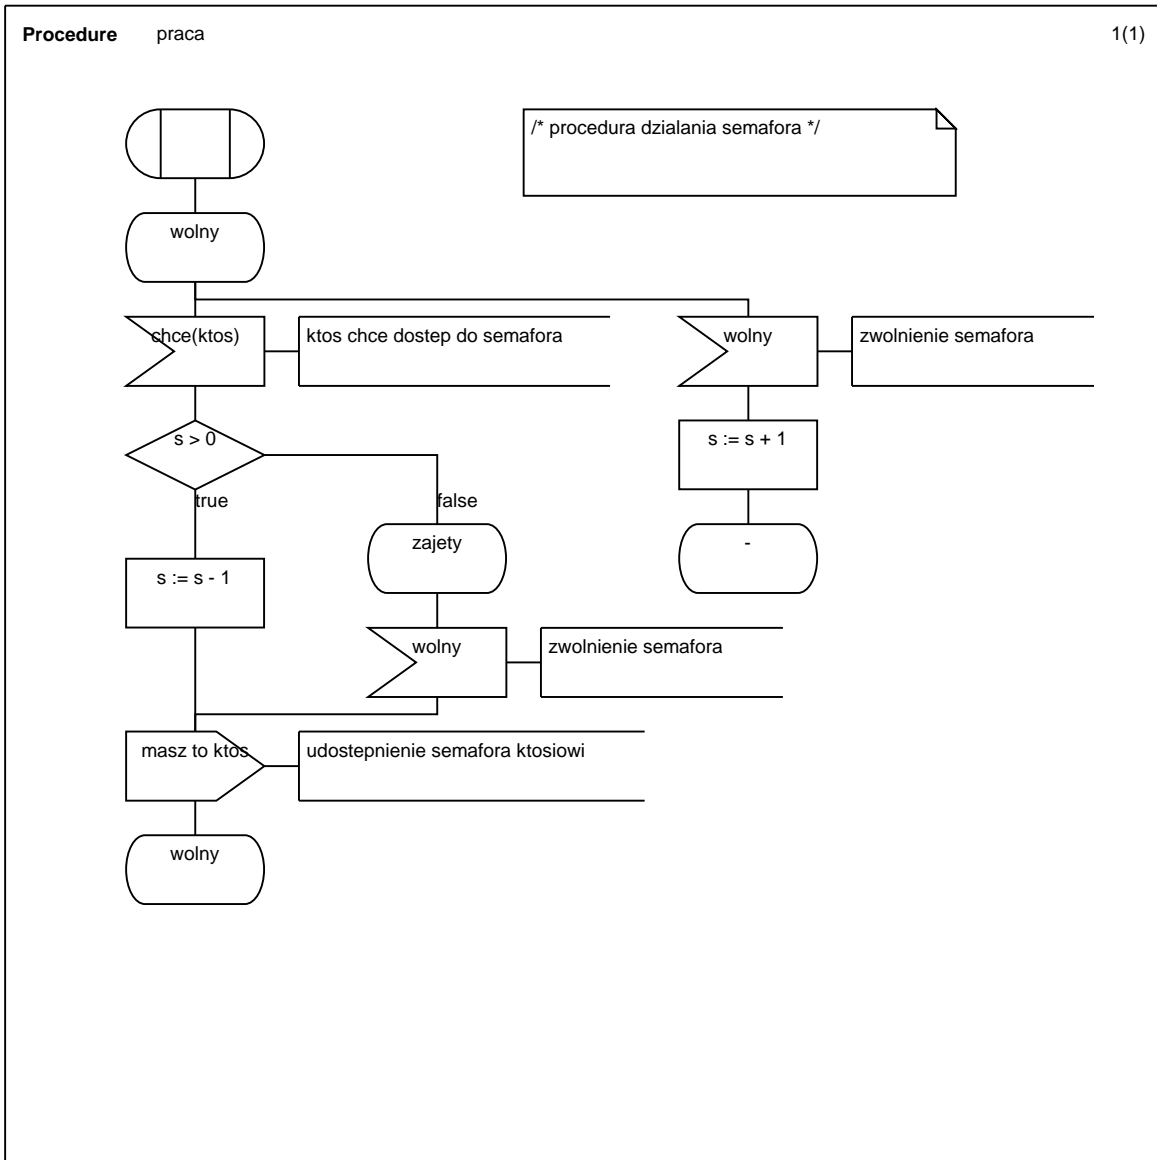 Procedure praca 1(1)
/* procedura dzialania semafora */
wolny
chce(ktos)
ktos chce dostep do semafora
wolny
zwolnienie semafora
s > 0
s := s + 1
true
false
zajety
-
s := s - 1
wolny
zwolnienie semafora
masz to ktos
udostepnienie semafora ktosiowi
wolny